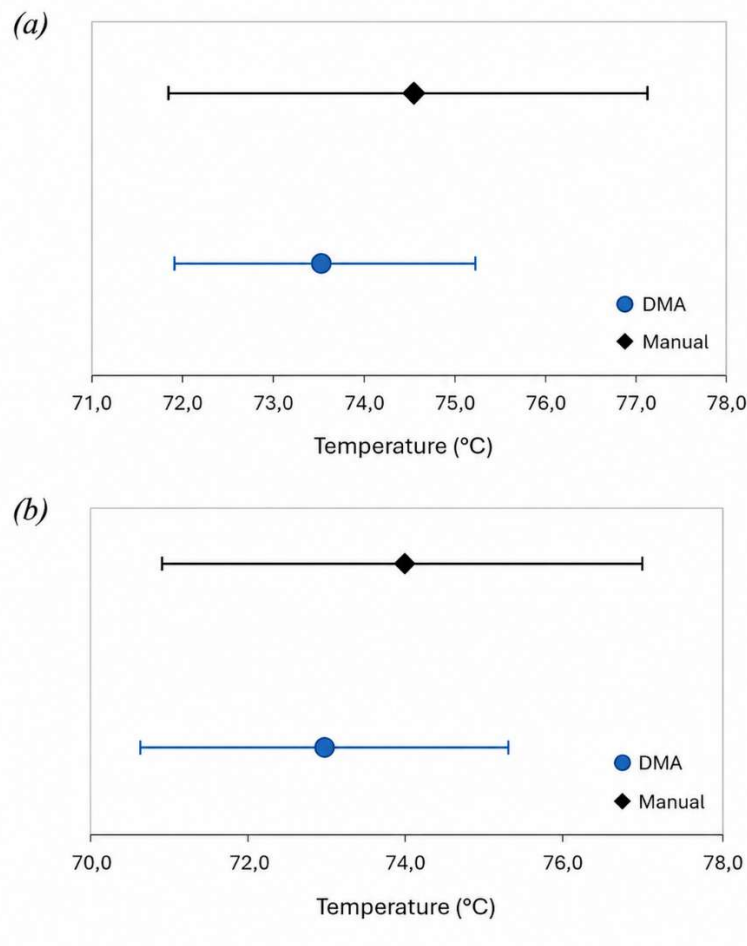 (a)
DMA
Manual
71,0 72,0 73,0 74,0 75,0 76,0 77,0 78,0
Temperature (°C)
(b)
DMA
Manual
70,0 72,0 74,0 76,0 78,0
Temperature (°C)